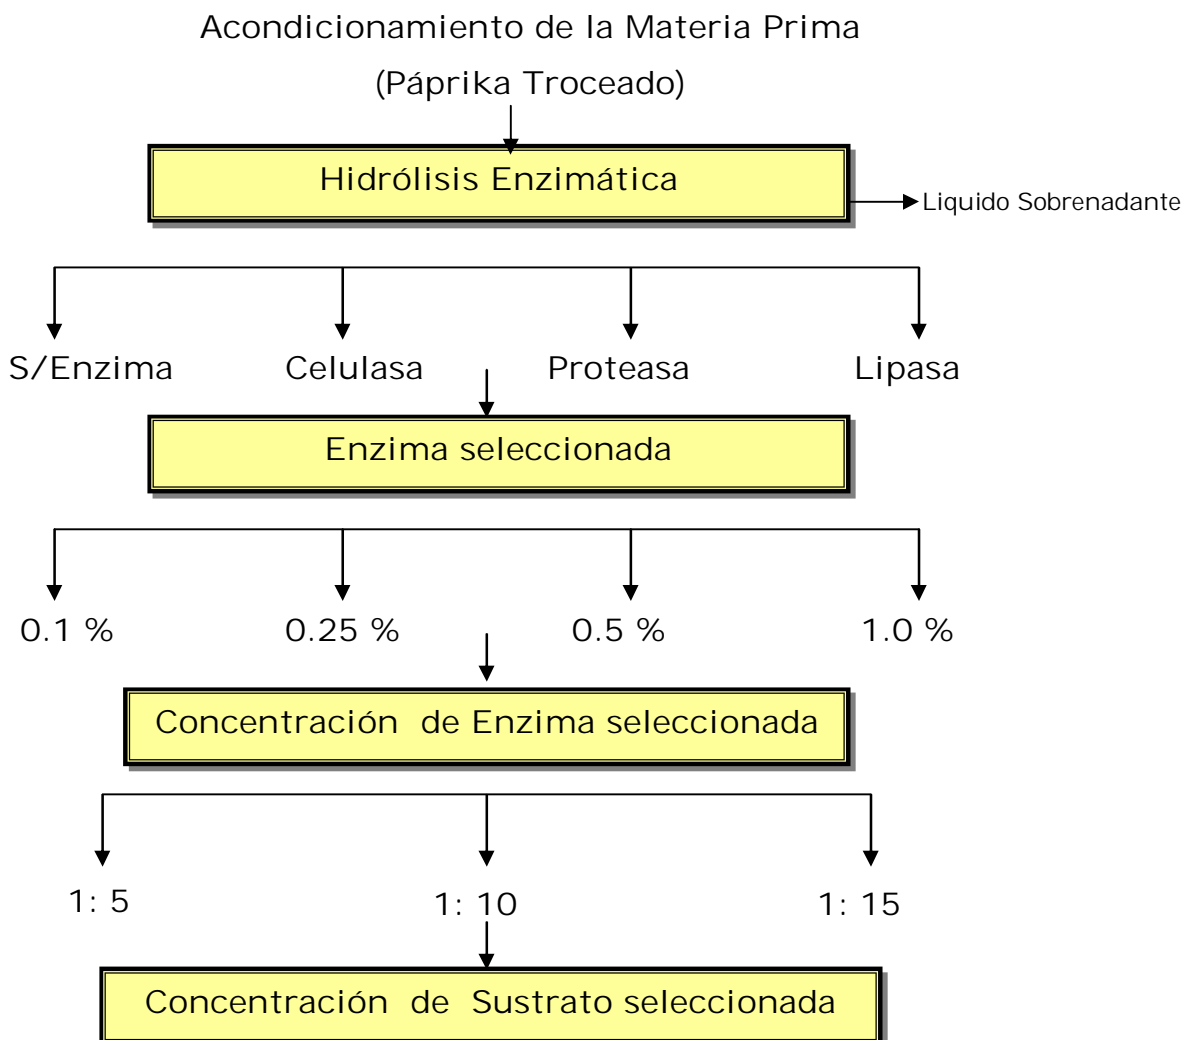 Acondicionamiento de la Materia Prima
(Páprika Troceado)
Hidrólisis Enzimática
Liquido Sobrenadante
S/Enzima Celulasa Proteasa Lipasa
Enzima seleccionada
0.1 % 0.25 % 0.5 % 1.0 %
Concentración de Enzima seleccionada
1: 5 1: 10 1: 15
Concentración de Sustrato seleccionada